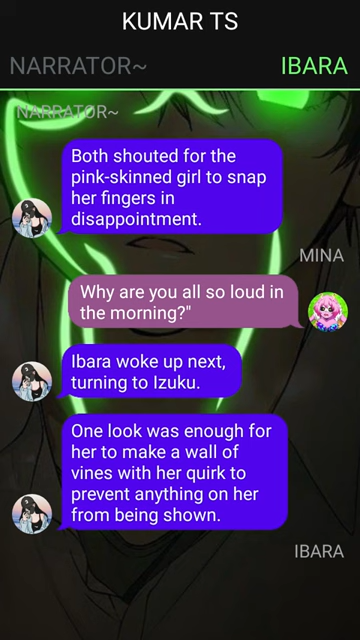 KUMAR TS
NARRATOR~
IBARA
NARRATOR~
Both shouted for the
pink-skinned girl to snap
her fingers in
disappointment.
MINA
Why are you all so loud in
the morning?"
Ibara woke up next,
turning to Izuku.
One look was enough for
her to make a wall of
vines with her quirk to
prevent anything on her
from being shown.
IBARA